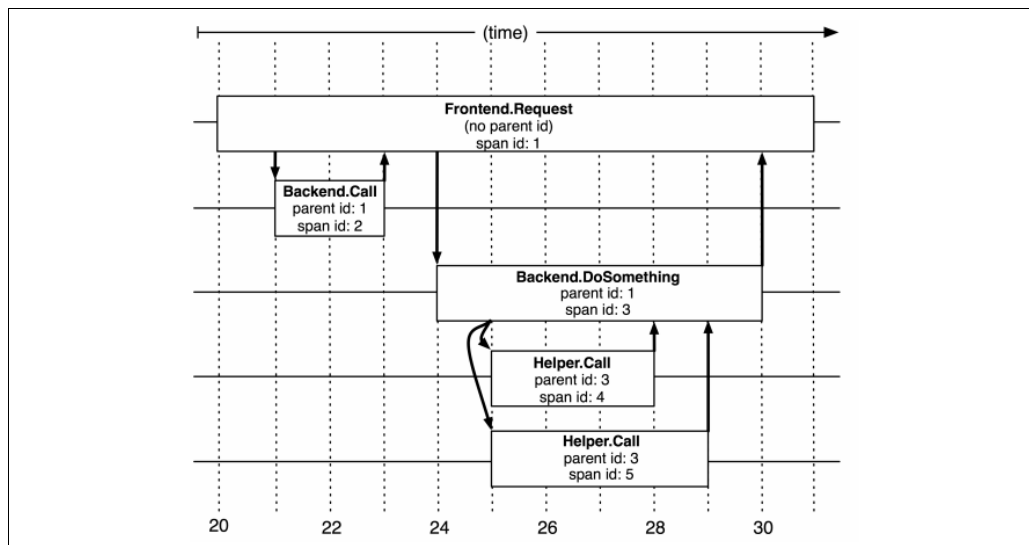 (time)
Frontend.Request
(no parent id)
span id: 1
Backend.Call
parent id: 1
span id: 2
Backend.DoSomething
parent id: 1
span id: 3
Helper.Call
parent id: 3
span id: 4
Helper.Call
parent id: 3
span id: 5
20 22 24 26 28 30